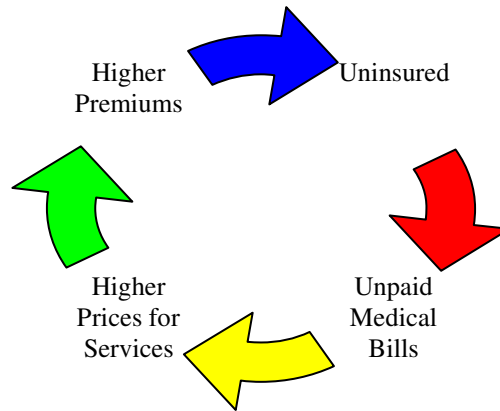 Higher
Premiums
Uninsured
Unpaid
Medical
Bills
Higher
Prices for
Services